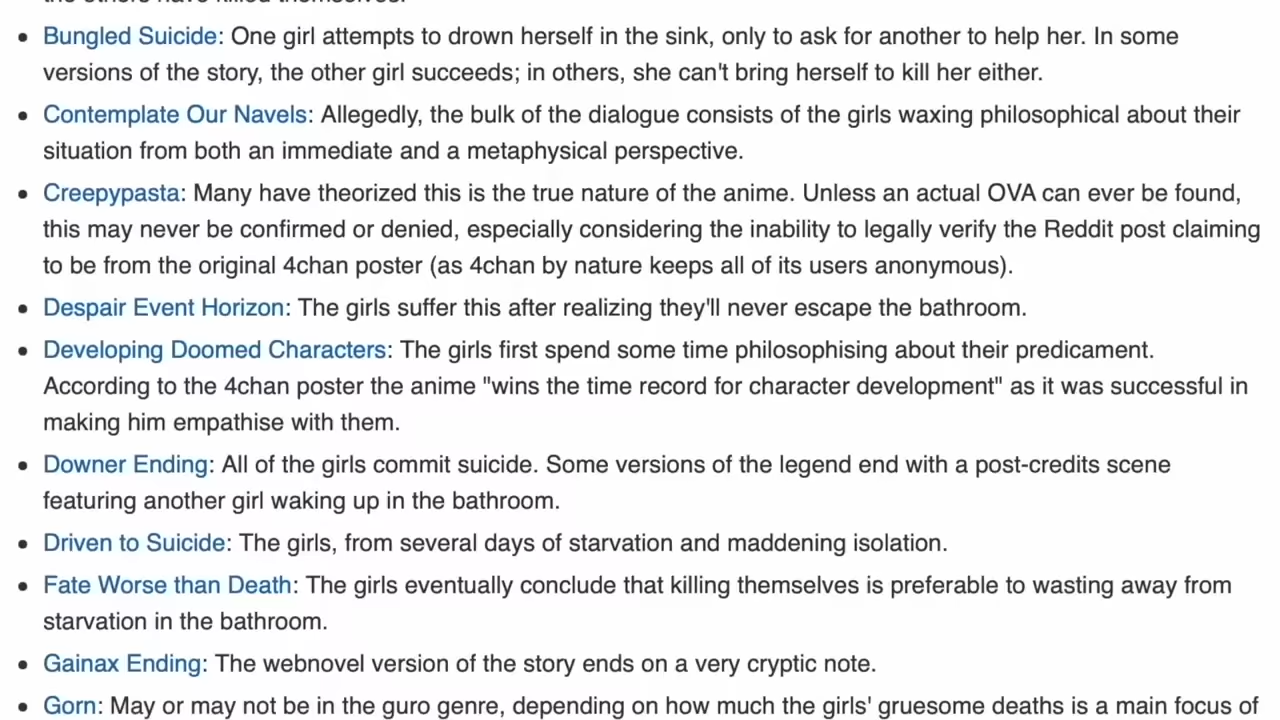 the others have killed themselves.
Bungled Suicide: One girl attempts to drown herself in the sink, only to ask for another to help her. In some
versions of the story, the other girl succeeds; in others, she can't bring herself to kill her either.
Contemplate Our Navels: Allegedly, the bulk of the dialogue consists of the girls waxing philosophical about their
situation from both an immediate and a metaphysical perspective.
Creepypasta: Many have theorized this is the true nature of the anime. Unless an actual OVA can ever be found,
this may never be confirmed or denied, especially considering the inability to legally verify the Reddit post claiming
to be from the original 4chan poster (as 4chan by nature keeps all of its users anonymous).
Despair Event Horizon: The girls suffer this after realizing they'll never escape the bathroom.
Developing Doomed Characters: The girls first spend some time philosophising about their predicament.
According to the 4chan poster the anime "wins the time record for character development" as it was successful in
making him empathise with them.
Downer Ending: All of the girls commit suicide. Some versions of the legend end with a post-credits scene
featuring another girl waking up in the bathroom.
Driven to Suicide: The girls, from several days of starvation and maddening isolation.
Fate Worse than Death: The girls eventually conclude that killing themselves is preferable to wasting away from
starvation in the bathroom.
Gainax Ending: The webnovel version of the story ends on a very cryptic note.
Gorn: May or may not be in the guro genre, depending on how much the girls' gruesome deaths is a main focus of